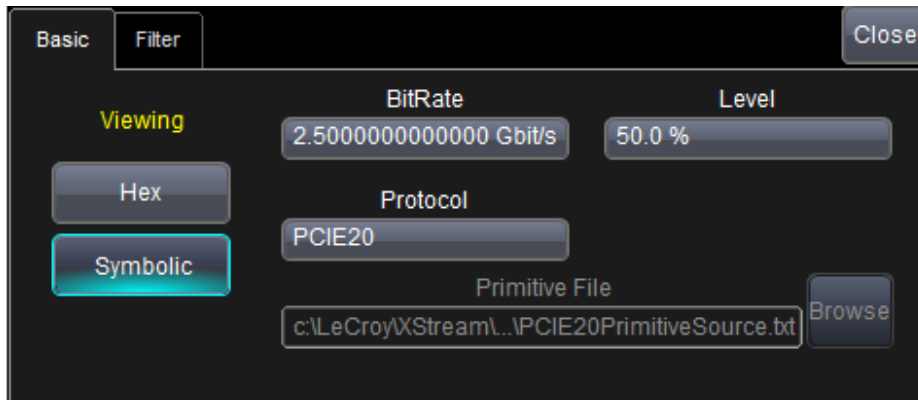 Basic
Filter
Close
Viewing
BitRate
Level
2.5000000000000 Gbit/s
50.0 %
Hex
Protocol
PCIE20
Symbolic
Primitive File
c:\LeCroy\XStream\...\PCIE20PrimitiveSource.txt
Browse